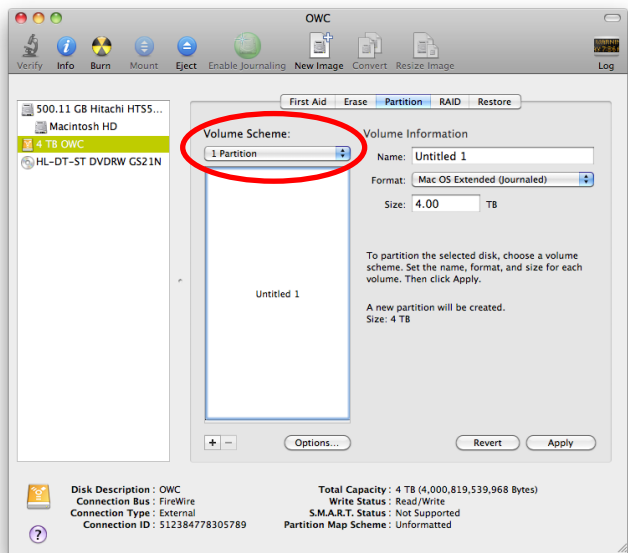 OWC
Verify Info Burn Mount Eject Enable Journaling New Image Convert Resize Image Log
First Aid Erase Partition RAID Restore
500.11 GB Hitachi HTS5...
Macintosh HD
4 TB OWC
HL-DT-ST DVDRW GS21N
Volume Scheme:
1 Partition
Untitled 1
Volume Information
Name: Untitled 1
Format: Mac OS Extended (Journaled)
Size: 4.00 TB
To partition the selected disk, choose a volume
scheme. Set the name, format, and size for each
volume. Then click Apply.
A new partition will be created.
Size: 4 TB
+ − Options... Revert Apply
Disk Description : OWC
Connection Bus : FireWire
Connection Type : External
Connection ID : 512384778305789
Total Capacity : 4 TB (4,000,819,539,968 Bytes)
Write Status : Read/Write
S.M.A.R.T. Status : Not Supported
Partition Map Scheme : Unformatted
?